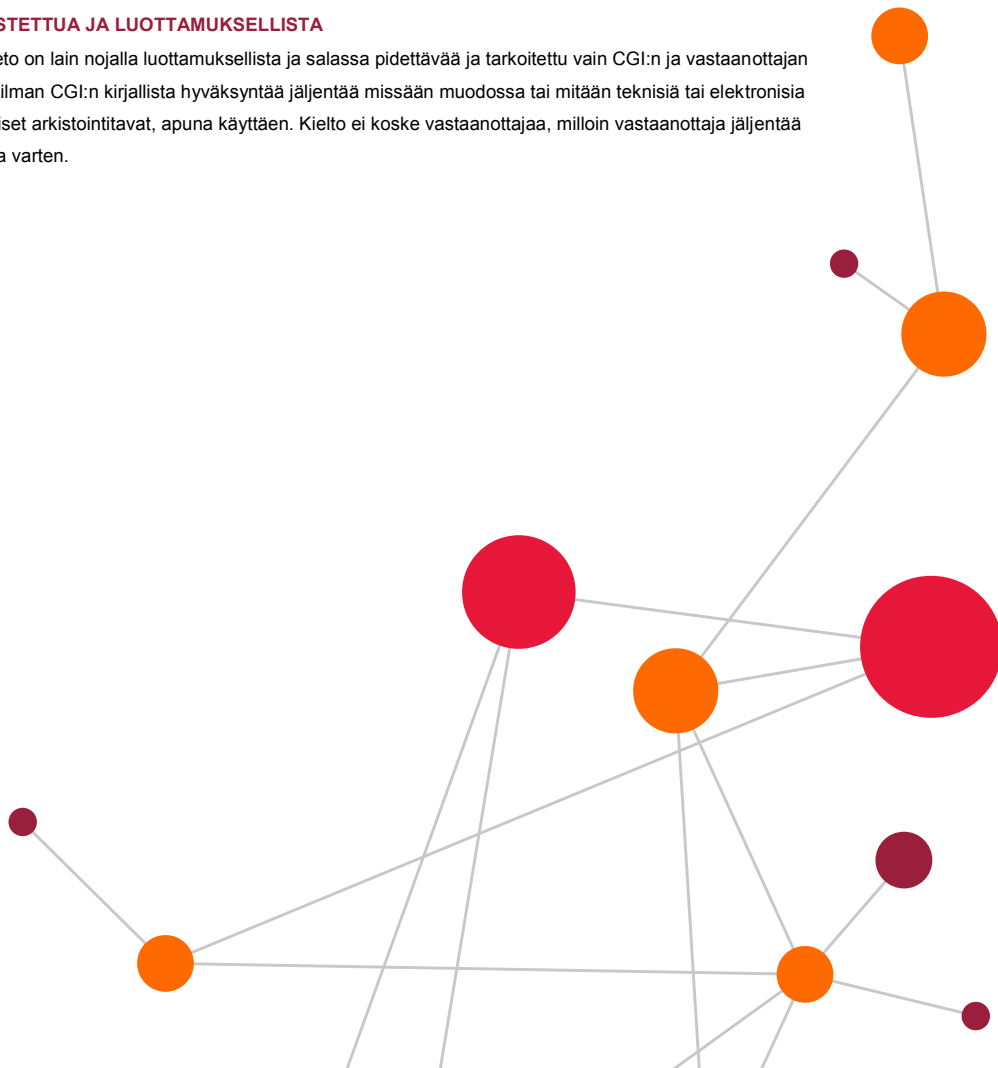 STETTUA JA LUOTTAMUKSELLISTA
eto on lain nojalla luottamuksellista ja salassa pidettävää ja tarkoitettu vain CGI:n ja vastaanottajan
ilman CGI:n kirjallista hyväksyntää jäljentää missään muodossa tai mitään teknisiä tai elektronisia
iset arkistointitavat, apuna käyttäen. Kielto ei koske vastaanottajaa, milloin vastaanottaja jäljentää
a varten.